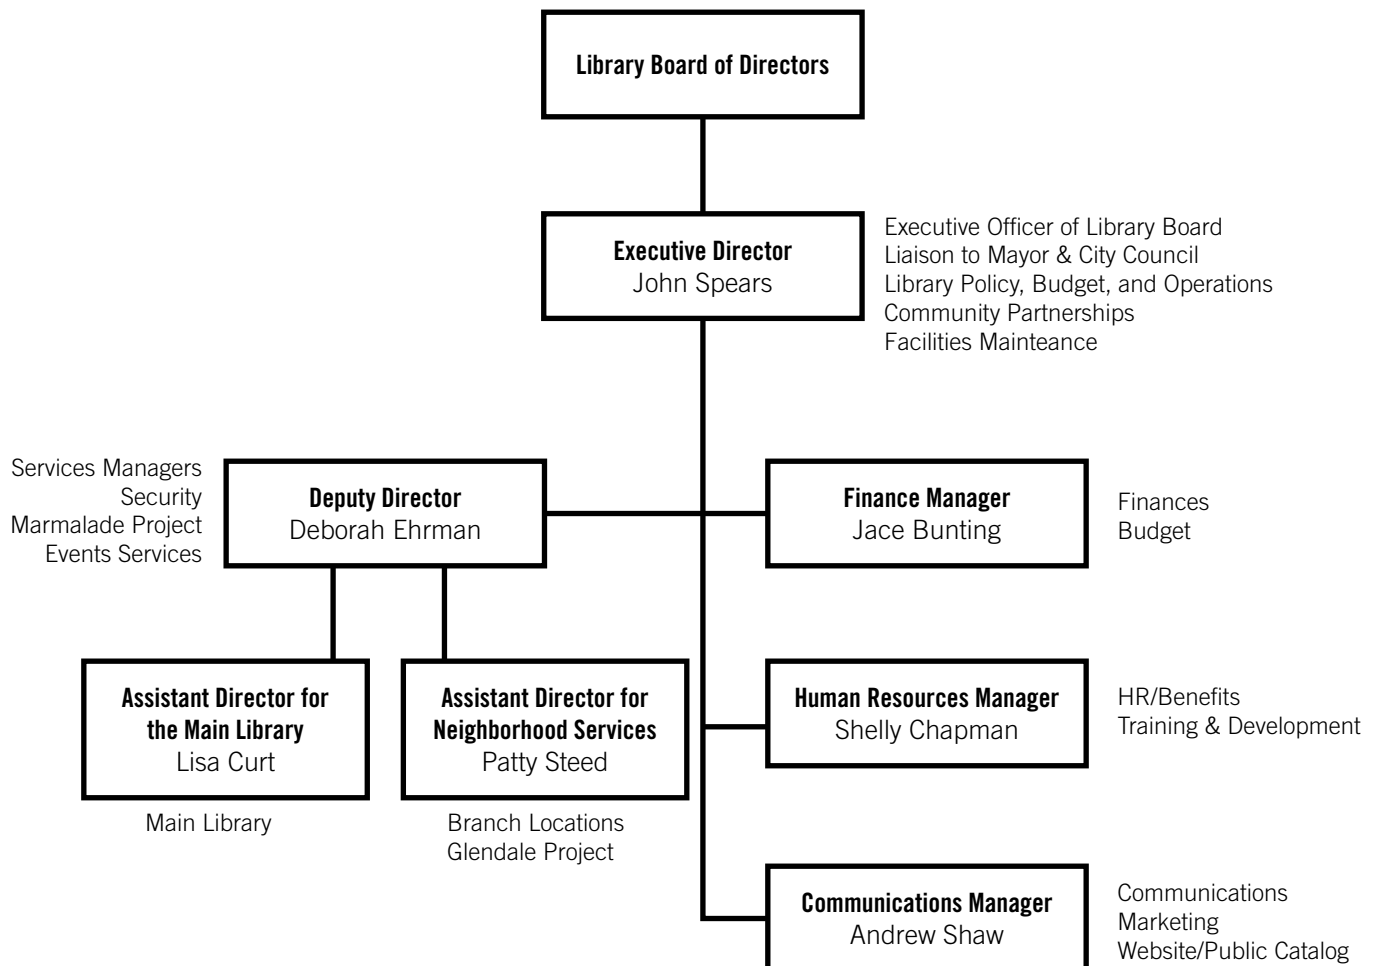 Library Board of Directors
Executive Director
John Spears
Executive Officer of Library Board
Liaison to Mayor & City Council
Library Policy, Budget, and Operations
Community Partnerships
Facilities Mainteance
Services Managers
Security
Marmalade Project
Events Services
Deputy Director
Deborah Ehrman
Finance Manager
Jace Bunting
Finances
Budget
Assistant Director for
the Main Library
Lisa Curt
Main Library
Assistant Director for
Neighborhood Services
Patty Steed
Branch Locations
Glendale Project
Human Resources Manager
Shelly Chapman
HR/Benefits
Training & Development
Communications Manager
Andrew Shaw
Communications
Marketing
Website/Public Catalog